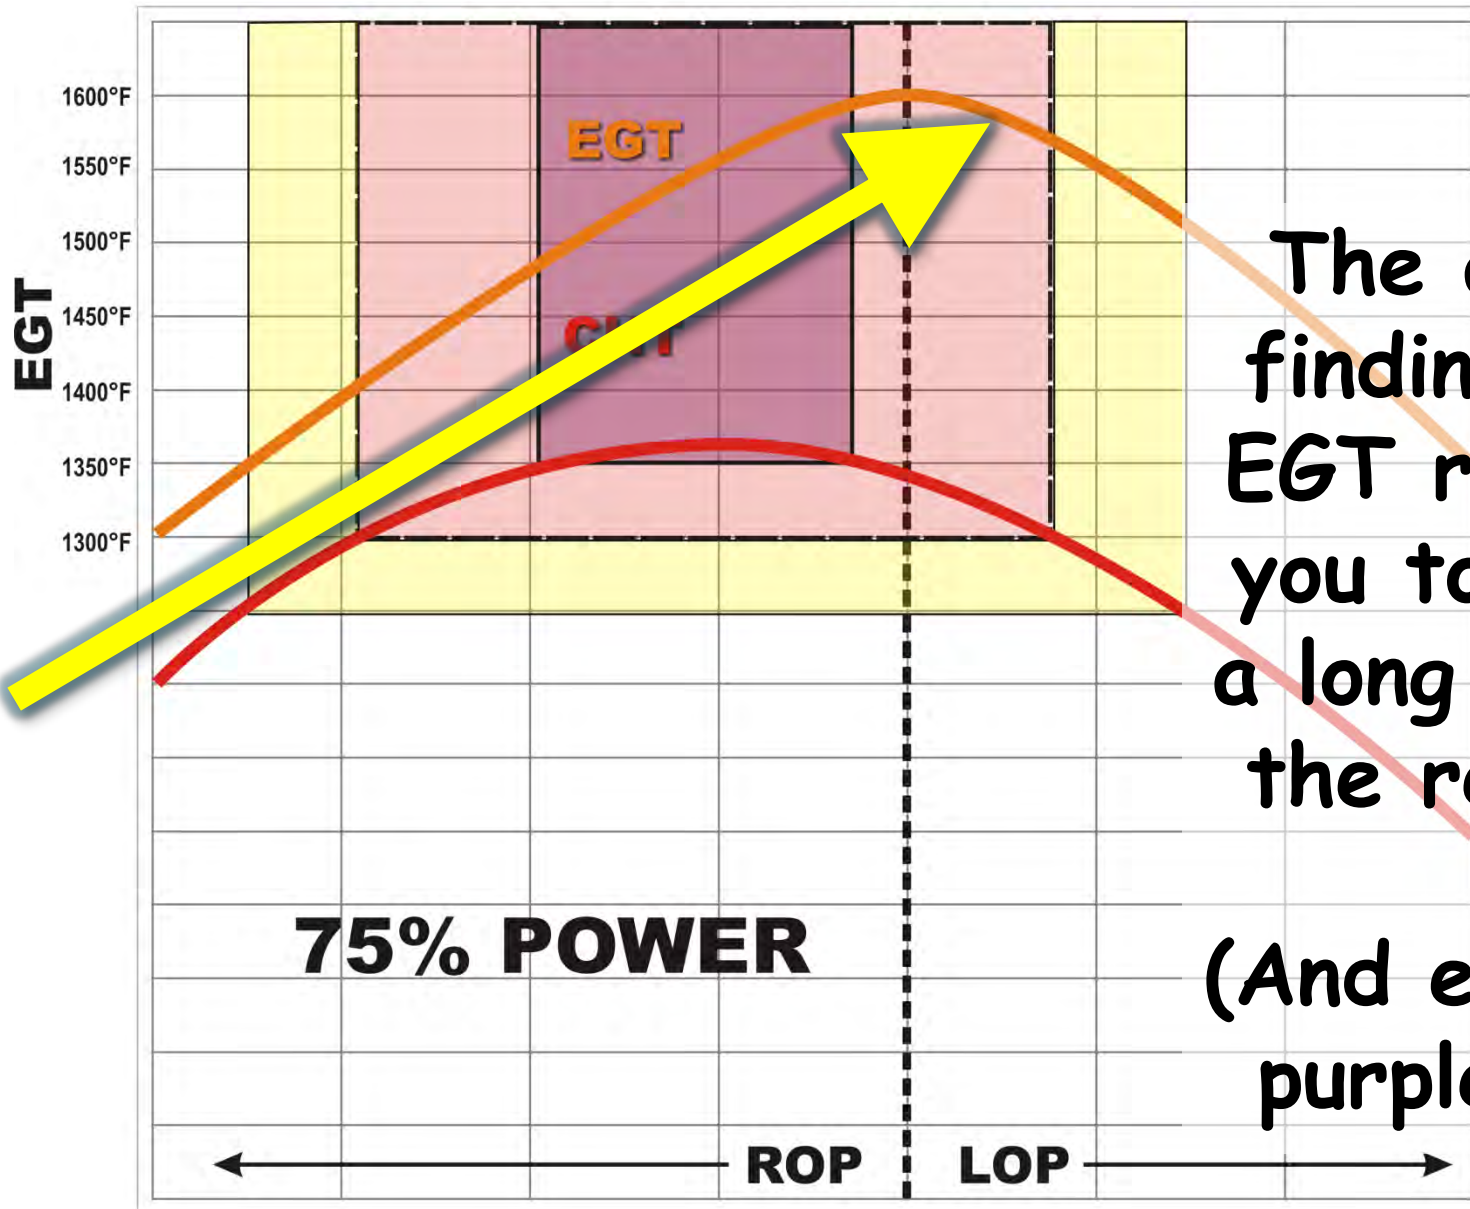 1600°F
1550°F
1500°F
1450°F
1400°F
1350°F
1300°F
EGT
EGT
75% POWER
ROP
LOP
The
findin
EGT r
you to
a long
the r
(And e
purple